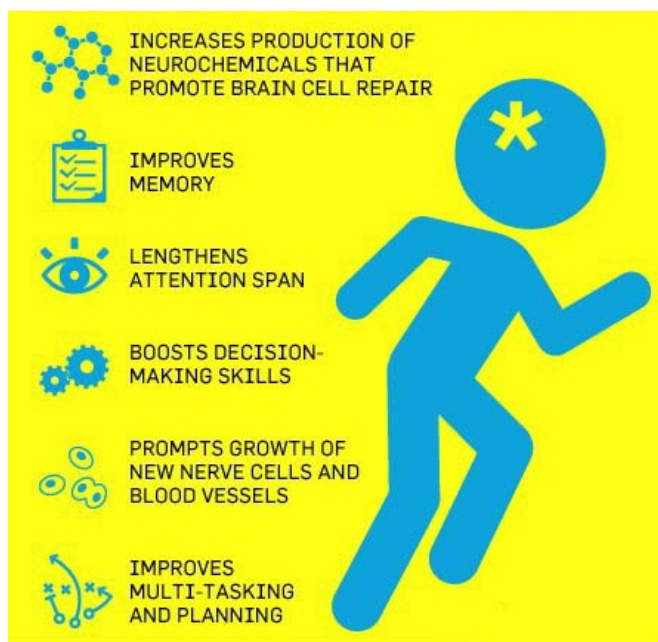 INCREASES PRODUCTION OF
NEUROCHEMICALS THAT
PROMOTE BRAIN CELL REPAIR
IMPROVES
MEMORY
LENGTHENS
ATTENTION SPAN
BOOSTS DECISION-
MAKING SKILLS
PROMPTS GROWTH OF
NEW NERVE CELLS AND
BLOOD VESSELS
IMPROVES
MULTI-TASKING
AND PLANNING